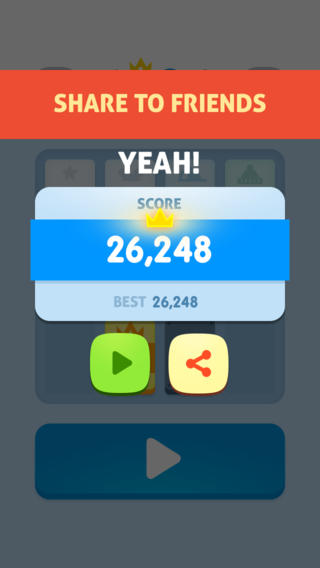 SHARE TO FRIENDS
YEAH!
SCORE
26,248
BEST 26,248